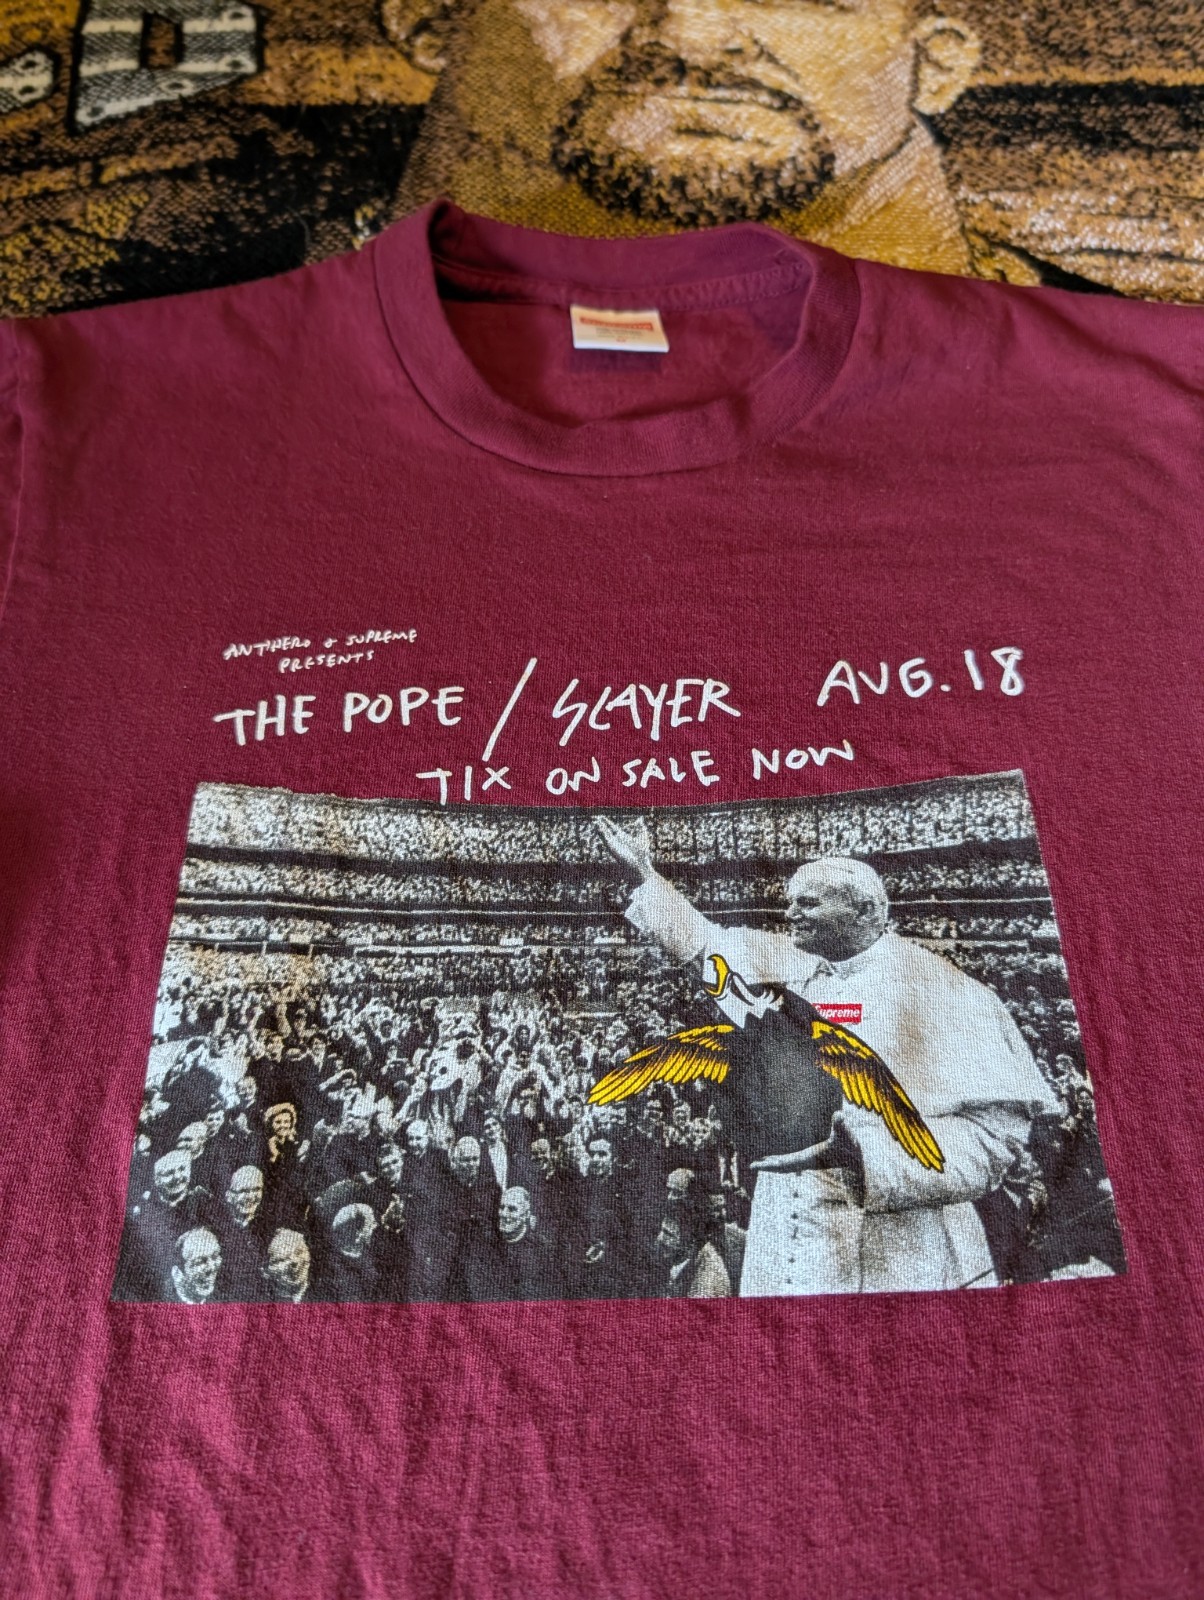 ANTIHERO & SUPREME
PRESENTS
THE POPE / SLAYER AUG. 18
TIX ON SALE NOW
Supreme